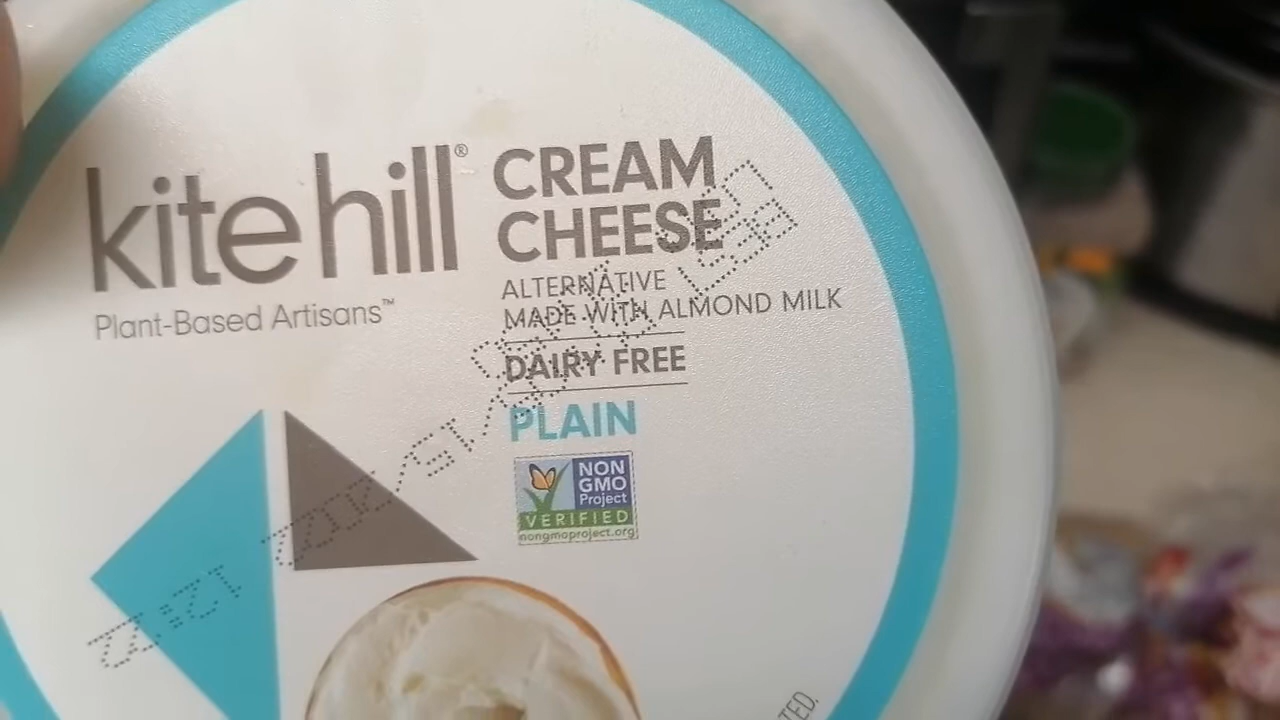 kite hill®
Plant-Based Artisans™
CREAM
CHEESE
ALTERNATIVE
MADE WITH ALMOND MILK
DAIRY FREE
PLAIN
NON
GMO
Project
VERIFIED
nongmoproject.org